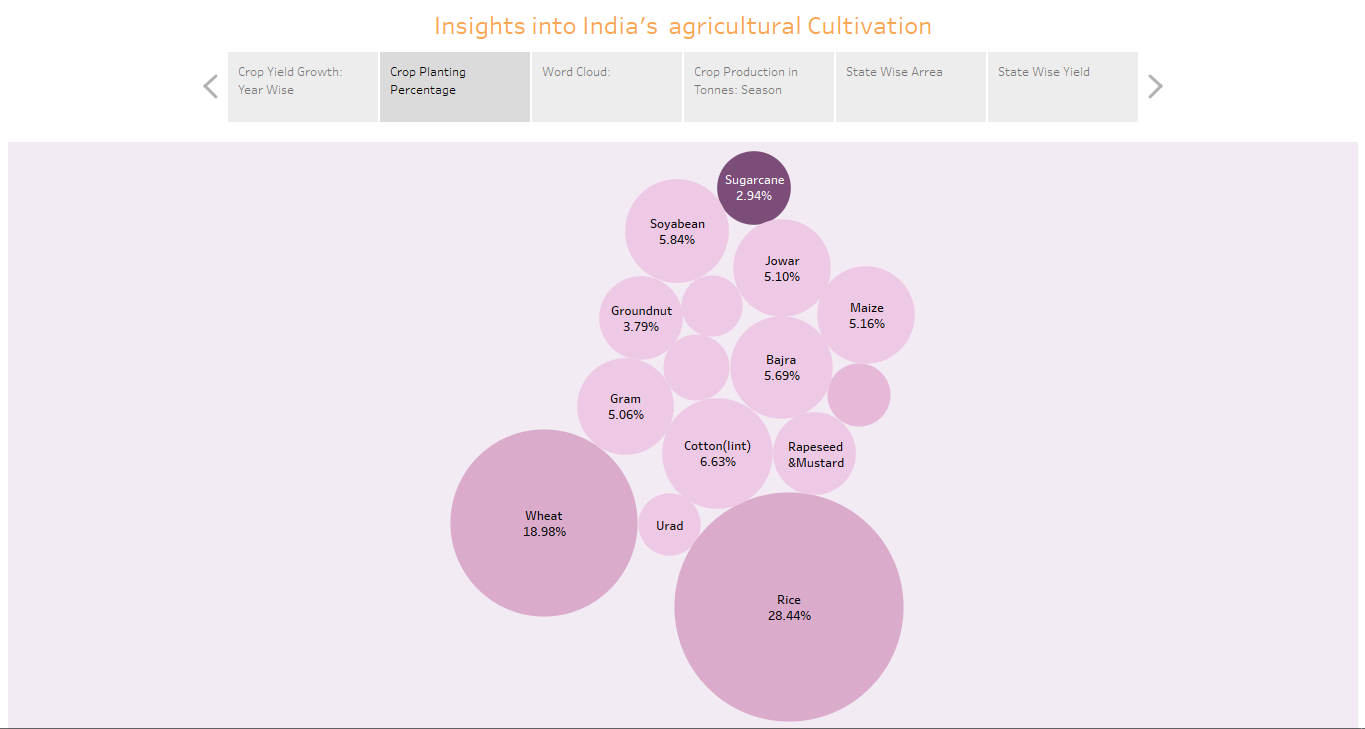 Insights into India's  agricultural Cultivation
Crop Yield Growth:
Year Wise
Crop Planting
Percentage
Word Cloud:
Crop Production in
Tonnes: Season
State Wise Arrea
State Wise Yield
Sugarcane
2.94%
Soyabean
5.84%
Jowar
5.10%
Groundnut
3.79%
Maize
5.16%
Bajra
5.69%
Gram
5.06%
Cotton(lint)
6.63%
Rapeseed
&Mustard
Wheat
18.98%
Urad
Rice
28.44%